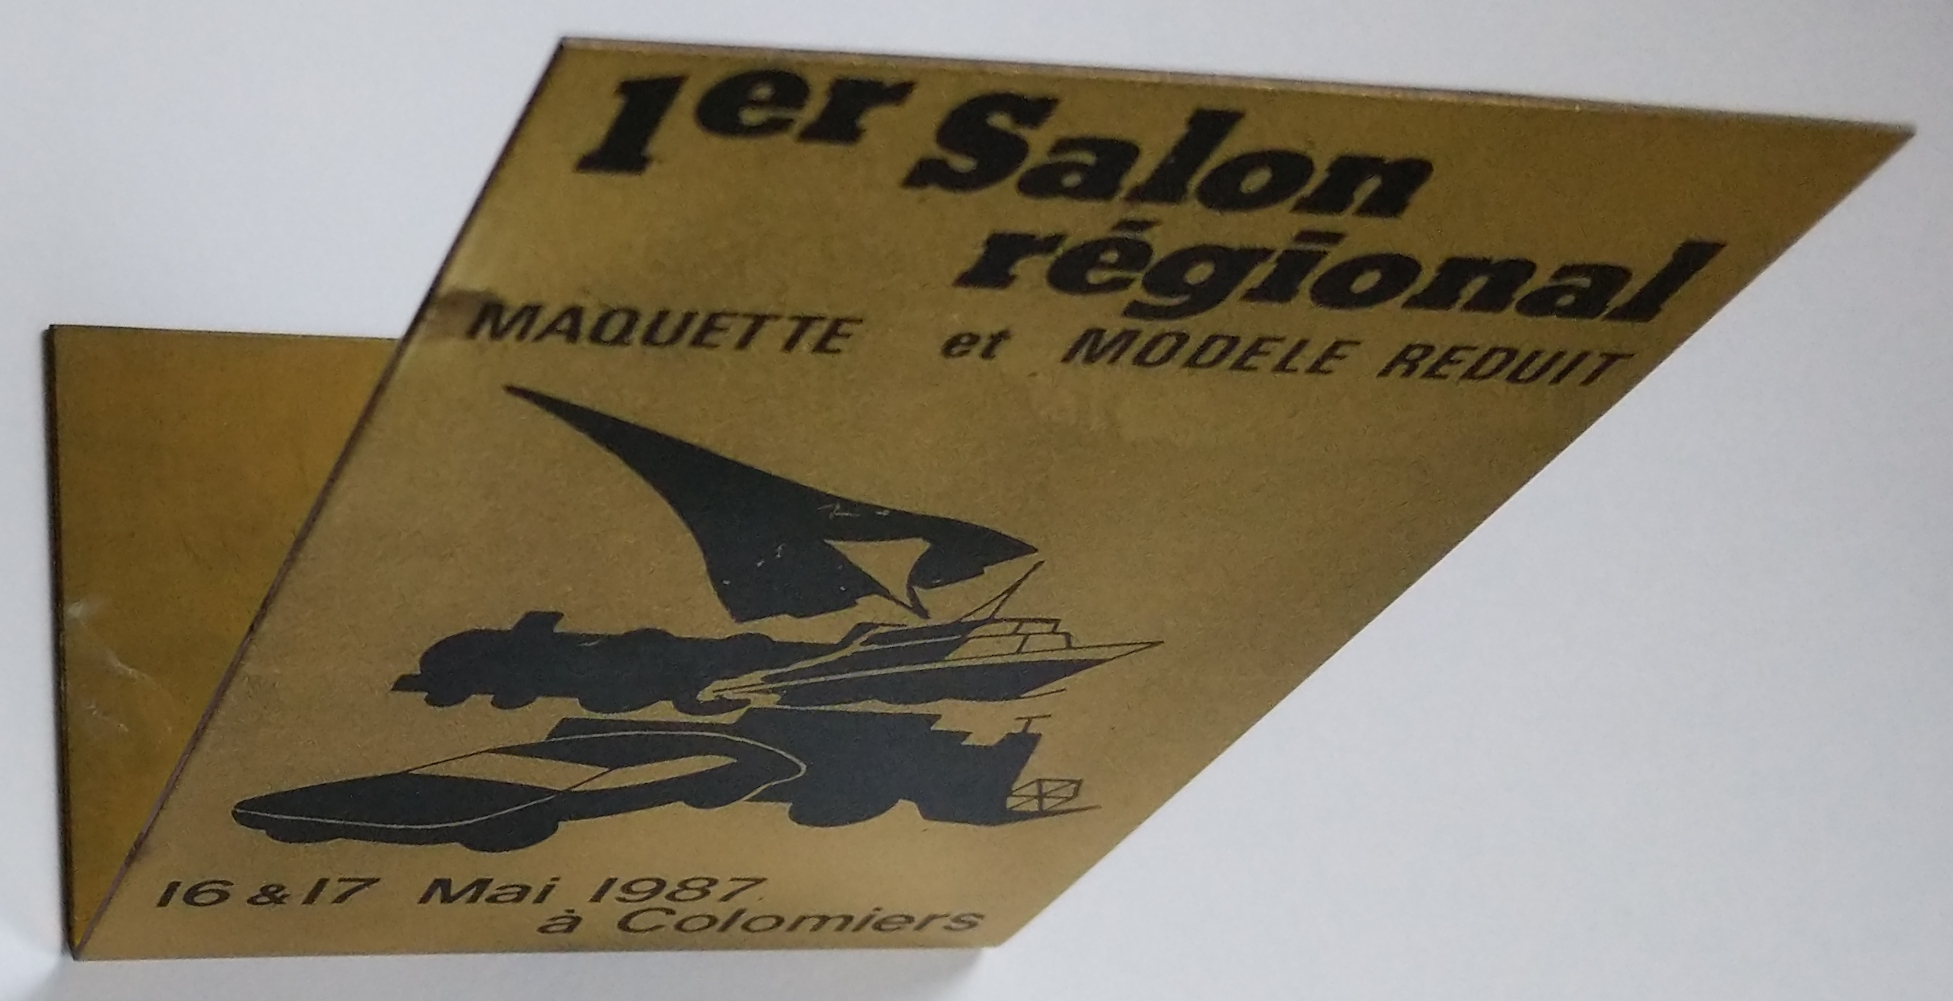 1er Salon
régional
MAQUETTE et MODELE REDUIT
16 & 17 Mai 1987
à Colomiers